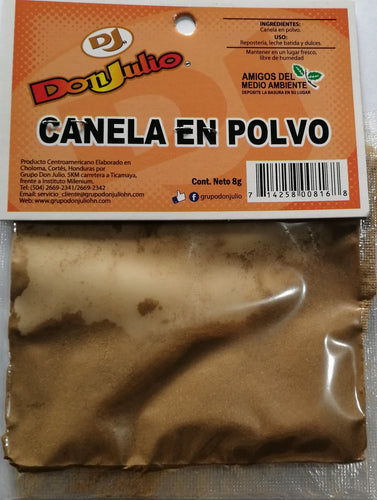 DJ
Don Julio
INGREDIENTES:
Canela en polvo.
USO:
Repostería, leche batida y dulces.
Mantener en un lugar fresco,
libre de humedad
AMIGOS DEL
MEDIO AMBIENTE
DEPOSITE LA BASURA EN SU LUGAR
CANELA EN POLVO
Producto Centroamericano Elaborado en
Choloma, Cortés, Honduras por
Grupo Don Julio. 5KM carretera a Ticamaya,
frente a Instituto Milenium.
Tel: (504) 2669-2341/2669-2342
Email: servicio_cliente@grupodonjuliohn.com
Web: www.grupodonjuliohn.com
Cont. Neto 8g
grupodonjulio
7 14258 00816 8